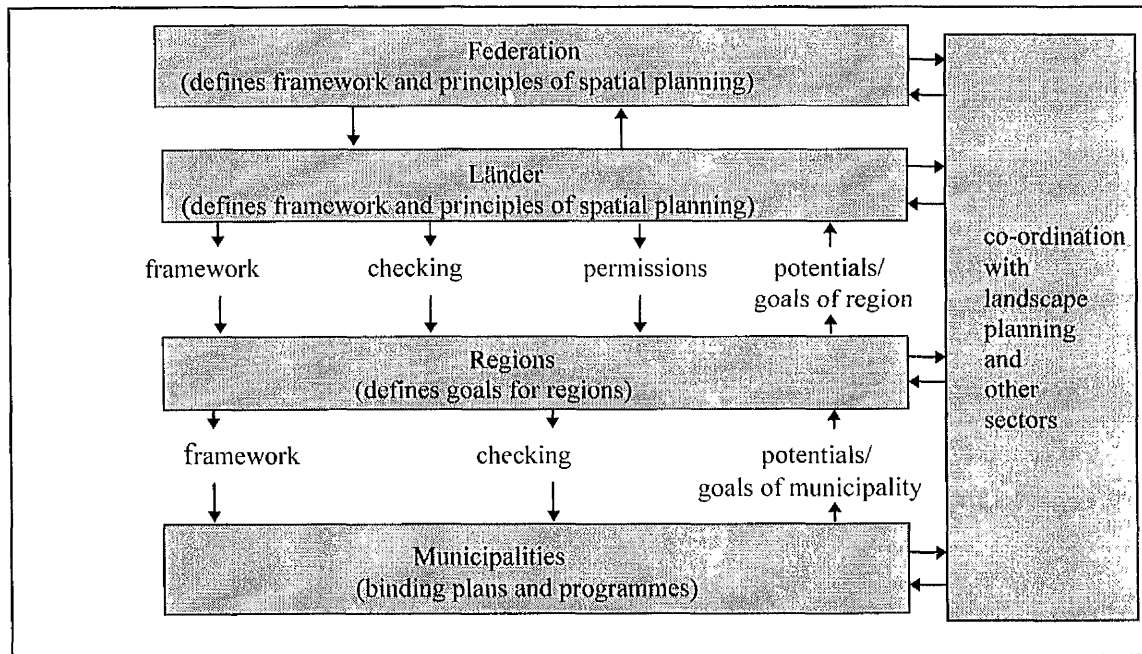 Federation
(defines framework and principles of spatial planning)
Länder
(defines framework and principles of spatial planning)
framework
checking
permissions
potentials/
goals of region
Regions
(defines goals for regions)
framework
checking
potentials/
goals of municipality
Municipalities
(binding plans and programmes)
co-ordination
with
landscape
planning
and
other
sectors